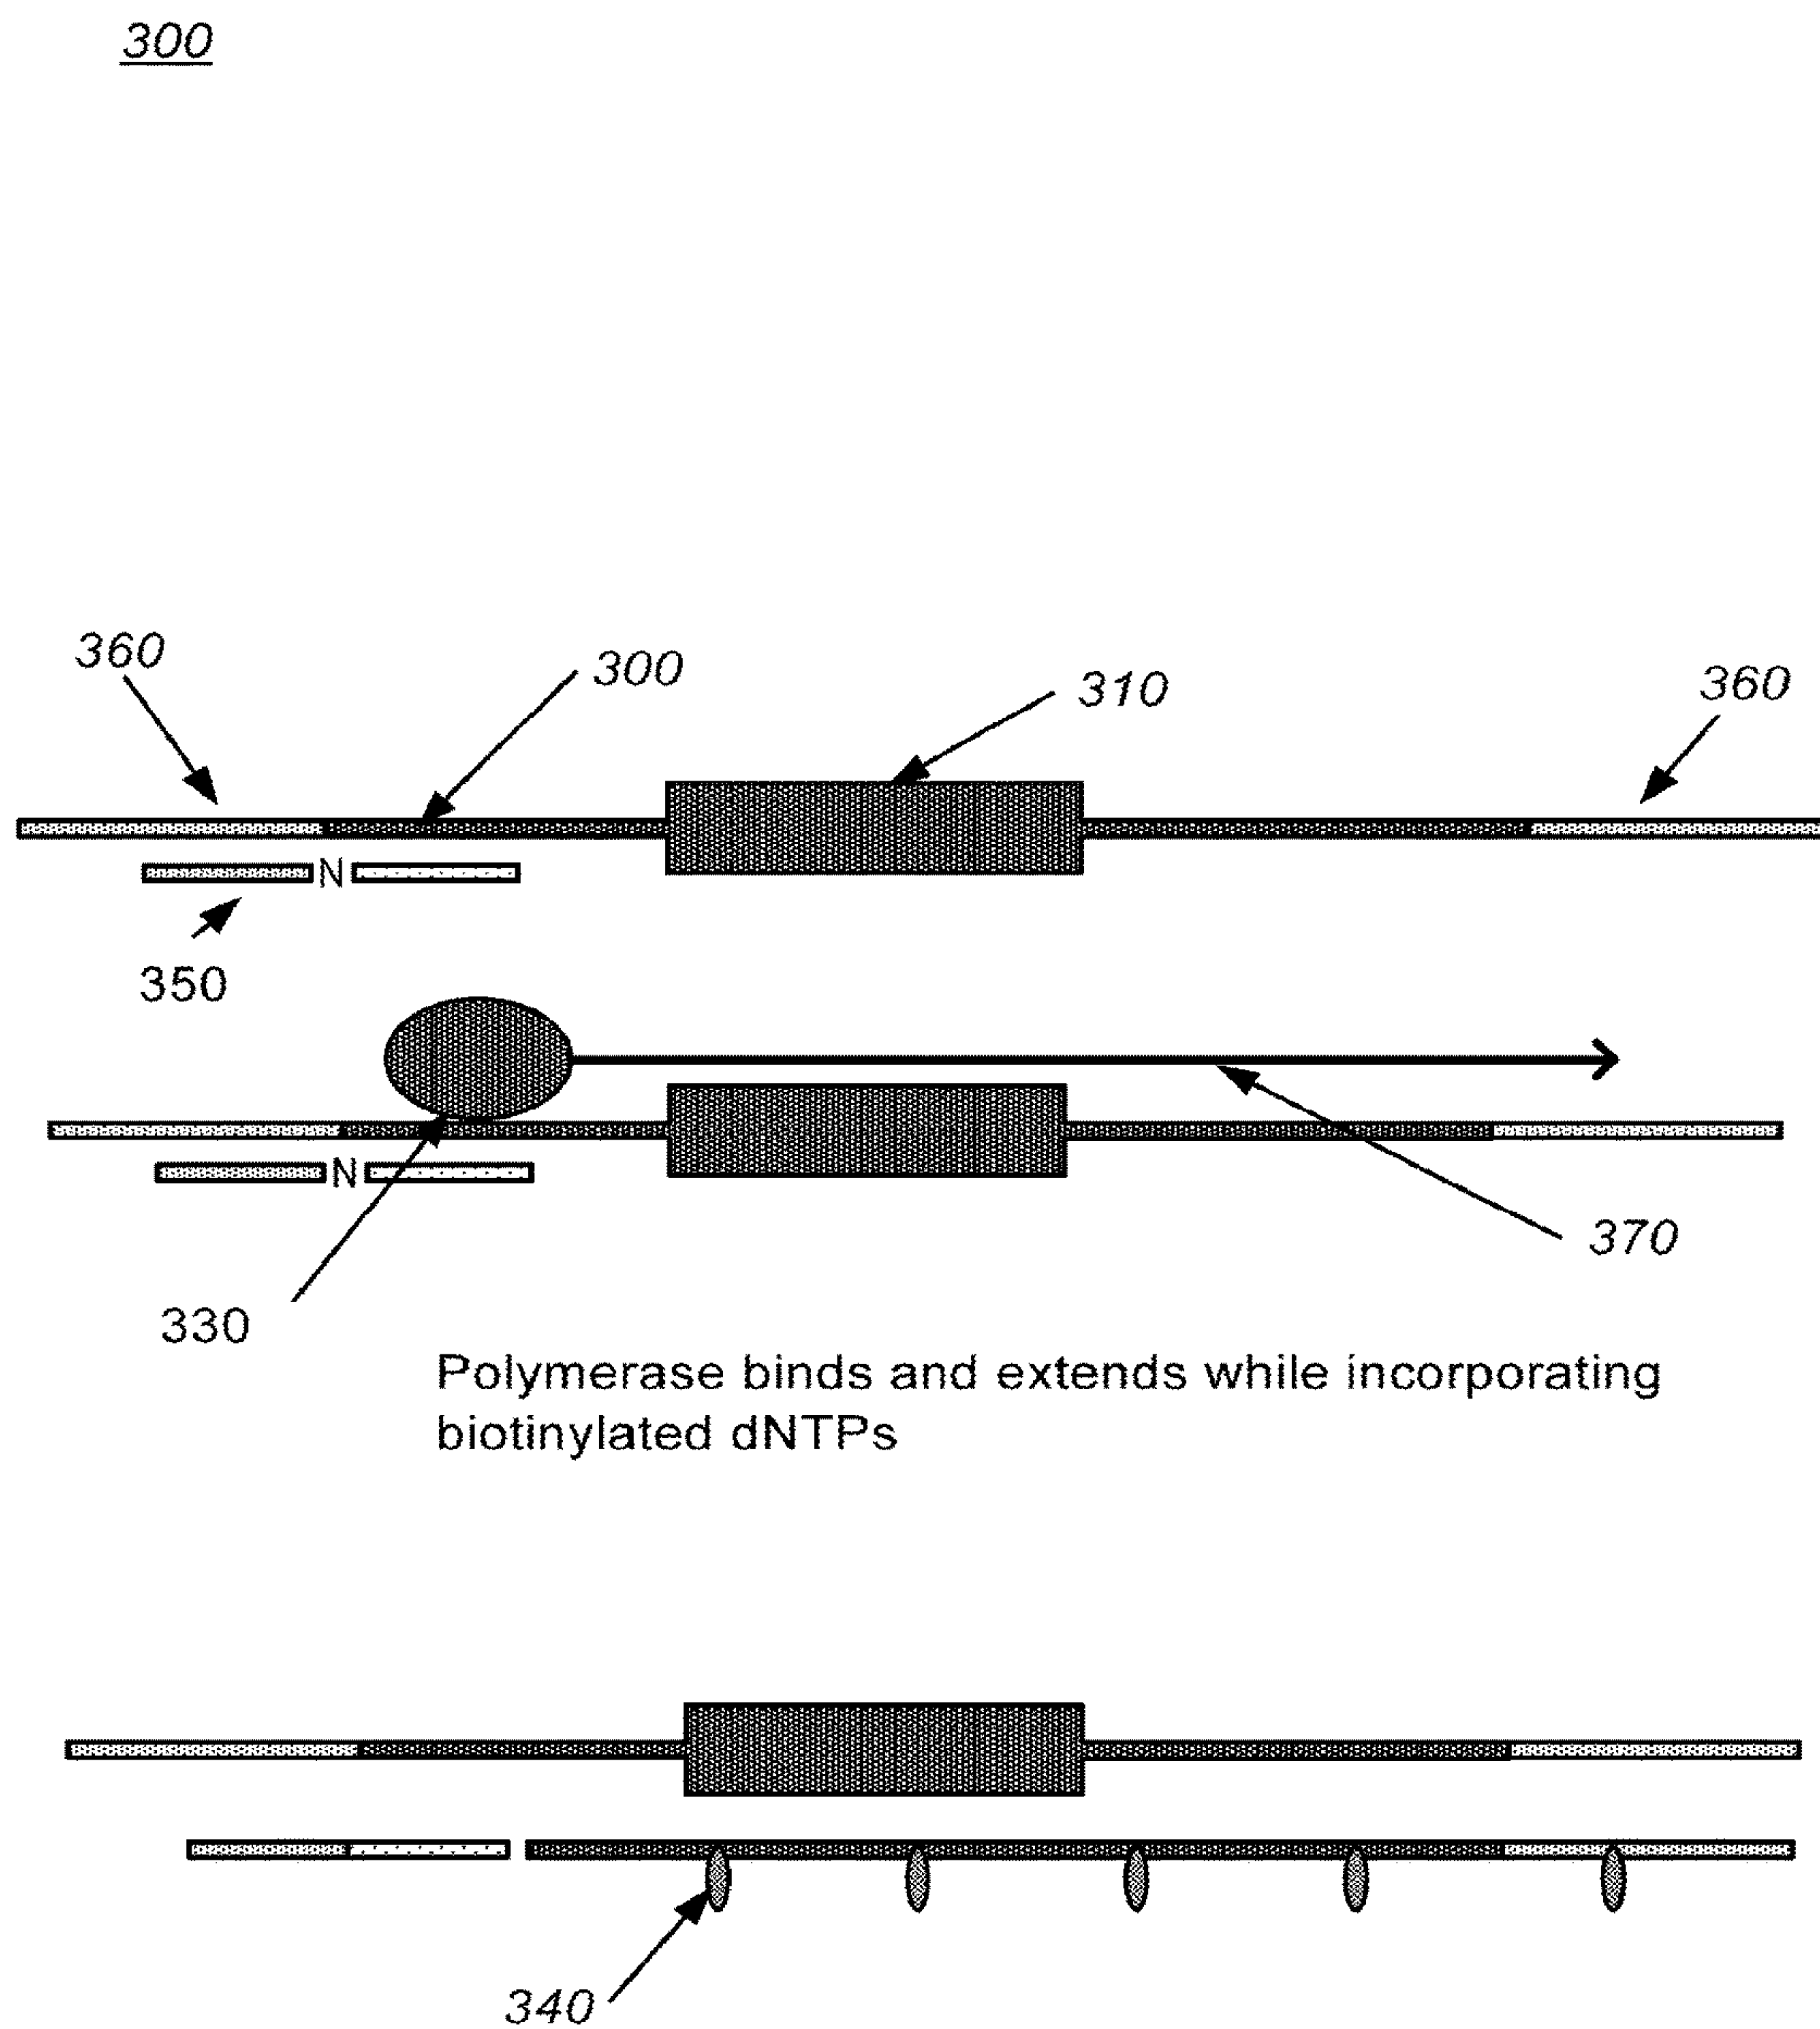 300
360
300
310
360
N
350
N
370
330
Polymerase binds and extends while incorporating
biotinylated dNTPs
340